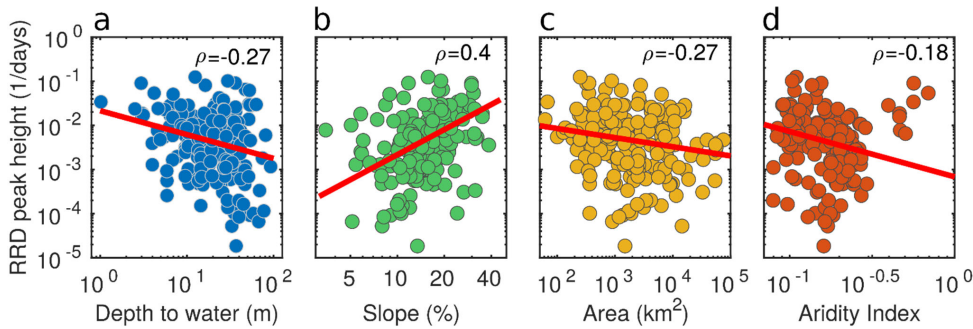 a
b
c
d
RRD peak height (1/days)
10^0
10^-1
10^-2
10^-3
10^-4
10^-5
ρ=-0.27
ρ=0.4
ρ=-0.27
ρ=-0.18
10^0 10^1 10^2
5 10 20 40
10^2 10^3 10^4 10^5
10^-1 10^-0.5 10^0
Depth to water (m)
Slope (%)
Area (km^2)
Aridity Index